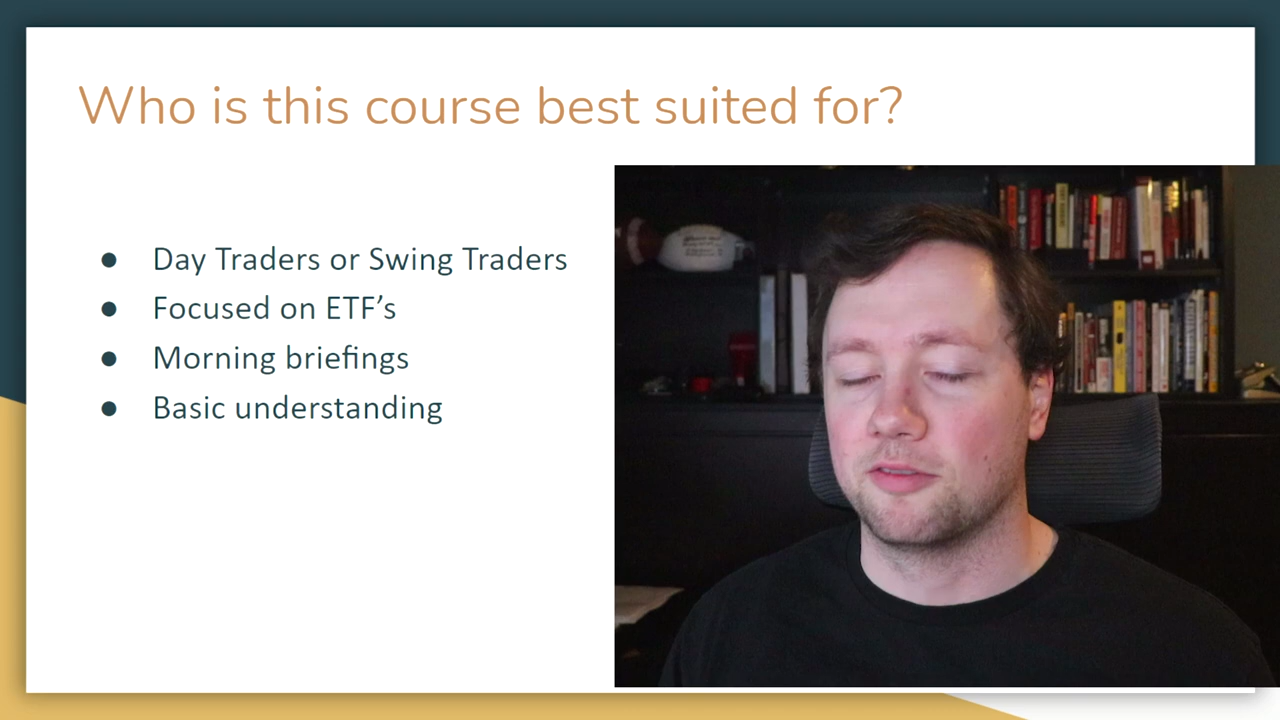 Who is this course best suited for?
● Day Traders or Swing Traders
● Focused on ETF’s
● Morning briefings
● Basic understanding